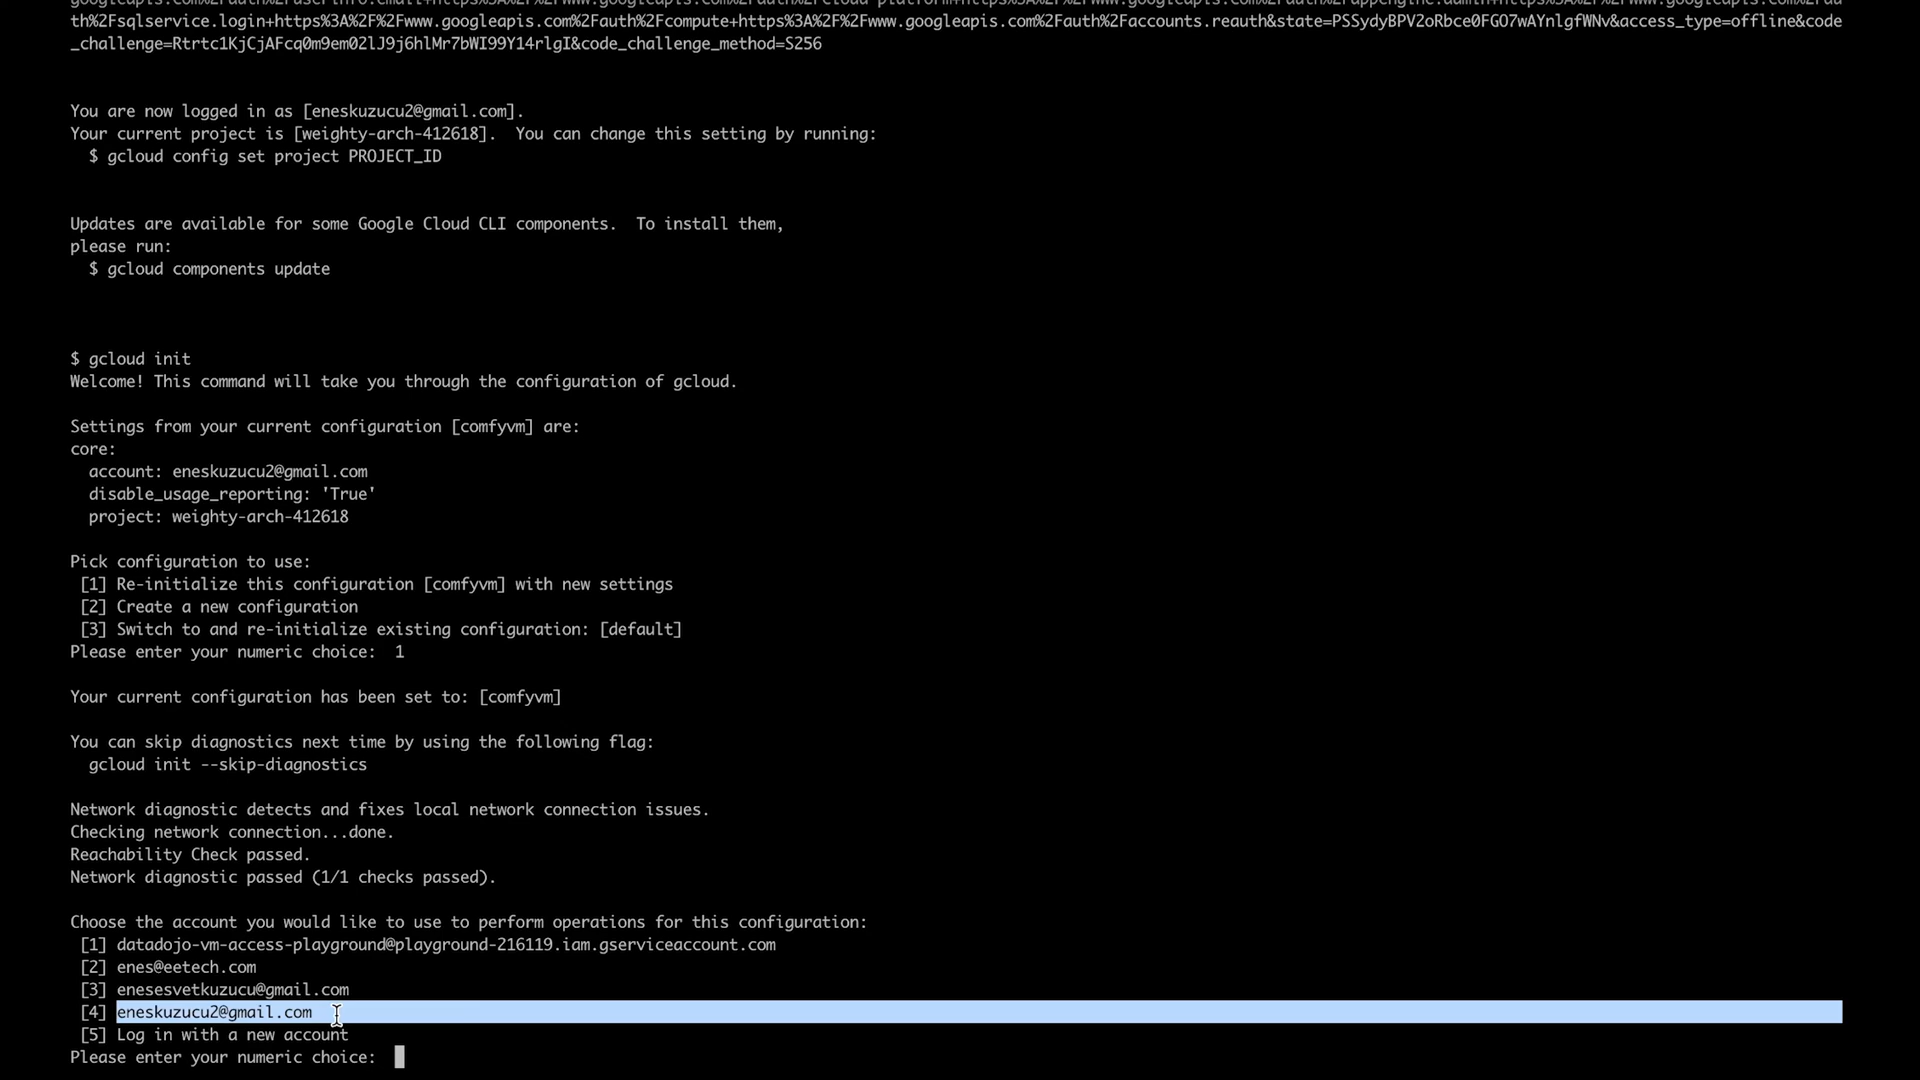 th%2Fsqlservice.login+https%3A%2F%2Fwww.googleapis.com%2Fauth%2Fcompute+https%3A%2F%2Fwww.googleapis.com%2Fauth%2Faccounts.reauth&state=PSSydyBPV2oRbce0FGO7wAYnlgfWNv&access_type=offline&code
_challenge=Rtrtc1KjCjAFcq0m9em02lJ9j6hlMr7bWI99Y14rlgI&code_challenge_method=S256
You are now logged in as [eneskuzucu2@gmail.com].
Your current project is [weighty-arch-412618].  You can change this setting by running:
  $ gcloud config set project PROJECT_ID
Updates are available for some Google Cloud CLI components.  To install them,
please run:
  $ gcloud components update
$ gcloud init
Welcome! This command will take you through the configuration of gcloud.
Settings from your current configuration [comfyvm] are:
core:
  account: eneskuzucu2@gmail.com
  disable_usage_reporting: 'True'
  project: weighty-arch-412618
Pick configuration to use:
 [1] Re-initialize this configuration [comfyvm] with new settings
 [2] Create a new configuration
 [3] Switch to and re-initialize existing configuration: [default]
Please enter your numeric choice:  1
Your current configuration has been set to: [comfyvm]
You can skip diagnostics next time by using the following flag:
  gcloud init --skip-diagnostics
Network diagnostic detects and fixes local network connection issues.
Checking network connection...done.
Reachability Check passed.
Network diagnostic passed (1/1 checks passed).
Choose the account you would like to use to perform operations for this configuration:
 [1] datadojo-vm-access-playground@playground-216119.iam.gserviceaccount.com
 [2] enes@eetech.com
 [3] enesesvetkuzucu@gmail.com
 [4] eneskuzucu2@gmail.com
 [5] Log in with a new account
Please enter your numeric choice: